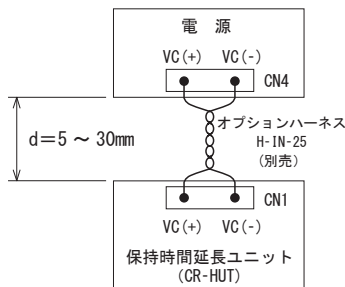 電 源
VC(+) VC(-)
CN4
d=5 ~ 30mm
オプションハーネス
H-IN-25
(別売)
CN1
VC(+) VC(-)
保持時間延長ユニット
(CR-HUT)